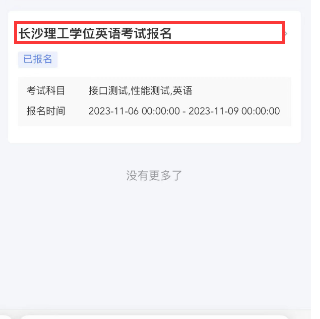 长沙理工学位英语考试报名
已报名
考试科目 接口测试,性能测试,英语
报名时间 2023-11-06 00:00:00 - 2023-11-09 00:00:00
没有更多了